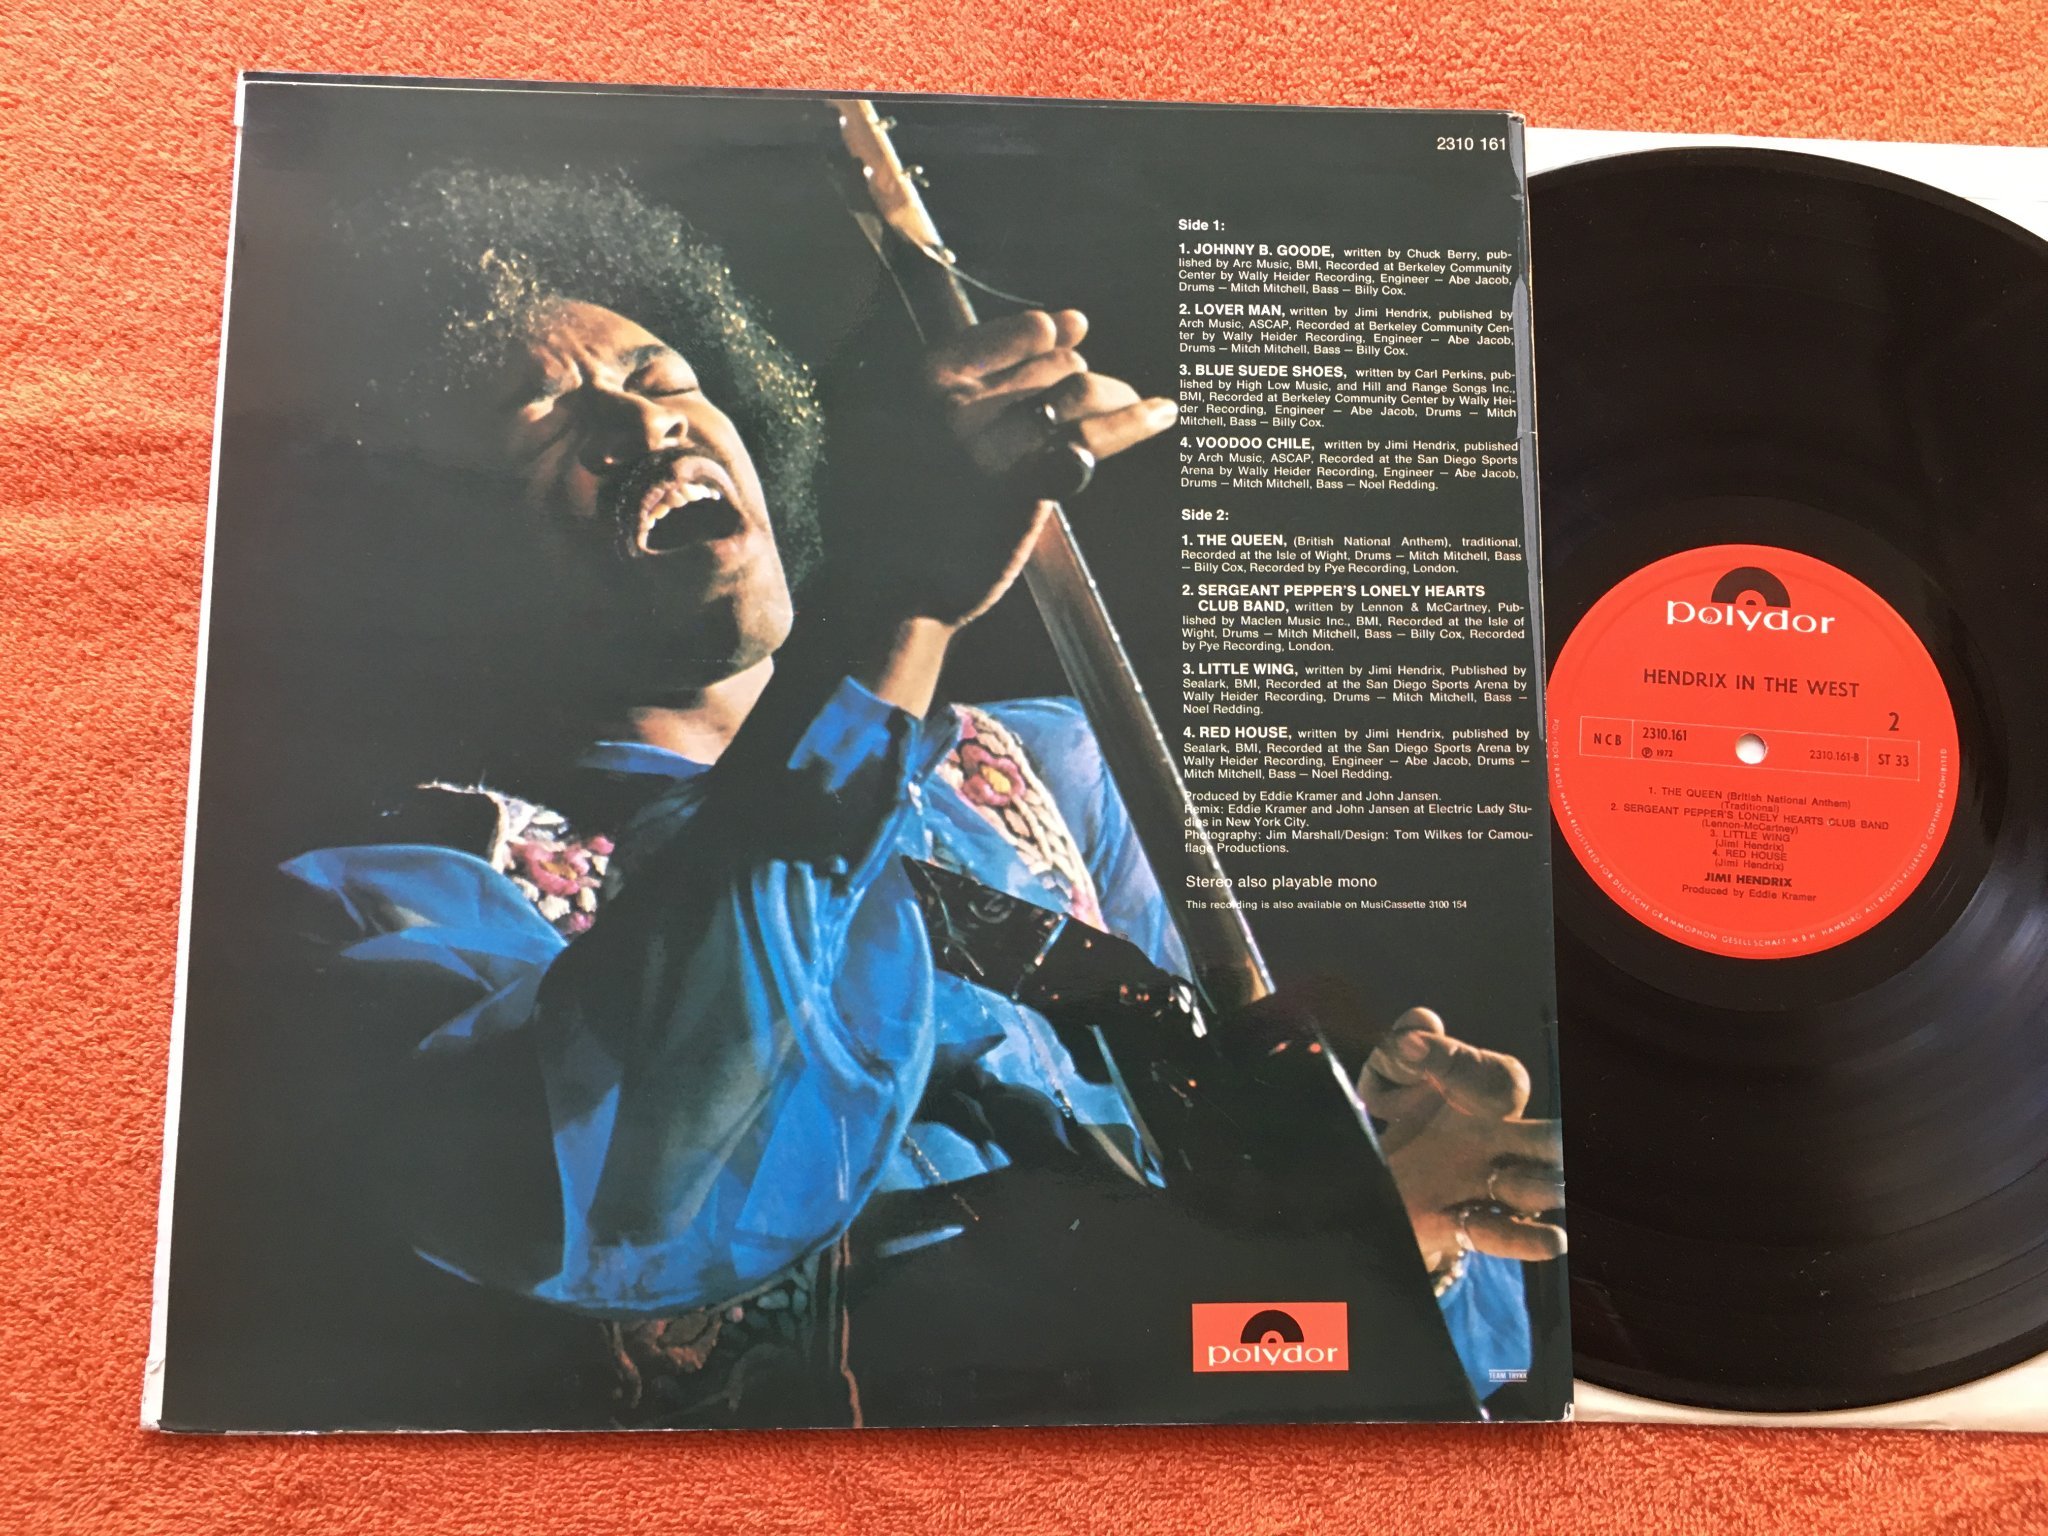 2310 161
Side 1:
1. JOHNNY B. GOODE, written by Chuck Berry, pub-
lished by Arc Music, BMI, Recorded at Berkeley Community
Center by Wally Heider Recording, Engineer — Abe Jacob,
Drums — Mitch Mitchell, Bass — Billy Cox.
2. LOVER MAN, written by Jimi Hendrix, published by
Arch Music, ASCAP, Recorded at Berkeley Community Cen-
ter by Wally Heider Recording, Engineer — Abe Jacob,
Drums — Mitch Mitchell, Bass — Billy Cox.
3. BLUE SUEDE SHOES, written by Carl Perkins, pub-
lished by High Low Music, and Hill and Range Songs Inc.,
BMI, Recorded at Berkeley Community Center by Wally Hei-
der Recording, Engineer — Abe Jacob, Drums — Mitch
Mitchell, Bass — Billy Cox.
4. VOODOO CHILE, written by Jimi Hendrix, published
by Arch Music, ASCAP, Recorded at the San Diego Sports
Arena by Wally Heider Recording, Engineer — Abe Jacob,
Drums — Mitch Mitchell, Bass — Noel Redding.
Side 2:
1. THE QUEEN, (British National Anthem), traditional,
Recorded at the Isle of Wight, Drums — Mitch Mitchell, Bass
— Billy Cox, Recorded by Pye Recording, London.
2. SERGEANT PEPPER'S LONELY HEARTS
CLUB BAND, written by Lennon & McCartney, Pub-
lished by Maclen Music Inc., BMI, Recorded at the Isle of
Wight, Drums — Mitch Mitchell, Bass — Billy Cox, Recorded
by Pye Recording, London.
3. LITTLE WING, written by Jimi Hendrix, Published by
Sealark, BMI, Recorded at the San Diego Sports Arena by
Wally Heider Recording, Drums — Mitch Mitchell, Bass —
Noel Redding.
4. RED HOUSE, written by Jimi Hendrix, published by
Sealark, BMI, Recorded at the San Diego Sports Arena by
Wally Heider Recording, Engineer — Abe Jacob, Drums —
Mitch Mitchell, Bass — Noel Redding.
Produced by Eddie Kramer and John Jansen.
Remix: Eddie Kramer and John Jansen at Electric Lady Stu-
dios in New York City.
Photography: Jim Marshall/Design: Tom Wilkes for Camou-
flage Productions.
Stereo also playable mono
This recording is also available on MusiCassette 3100 154
polydor
polydor
HENDRIX IN THE WEST
2
NCB
2310.161
℗ 1972
2310.161-B
ST 33
1. THE QUEEN (British National Anthem)
(Traditional)
2. SERGEANT PEPPER'S LONELY HEARTS CLUB BAND
(Lennon-McCartney)
3. LITTLE WING
(Jimi Hendrix)
4. RED HOUSE
(Jimi Hendrix)
JIMI HENDRIX
Produced by Eddie Kramer
POLYDOR TRADE MARK REGISTERED FOR DEUTSCHE GRAMMOPHON GESELLSCHAFT M B H. HAMBURG. ALL RIGHTS RESERVED COPYING PROHIBITED